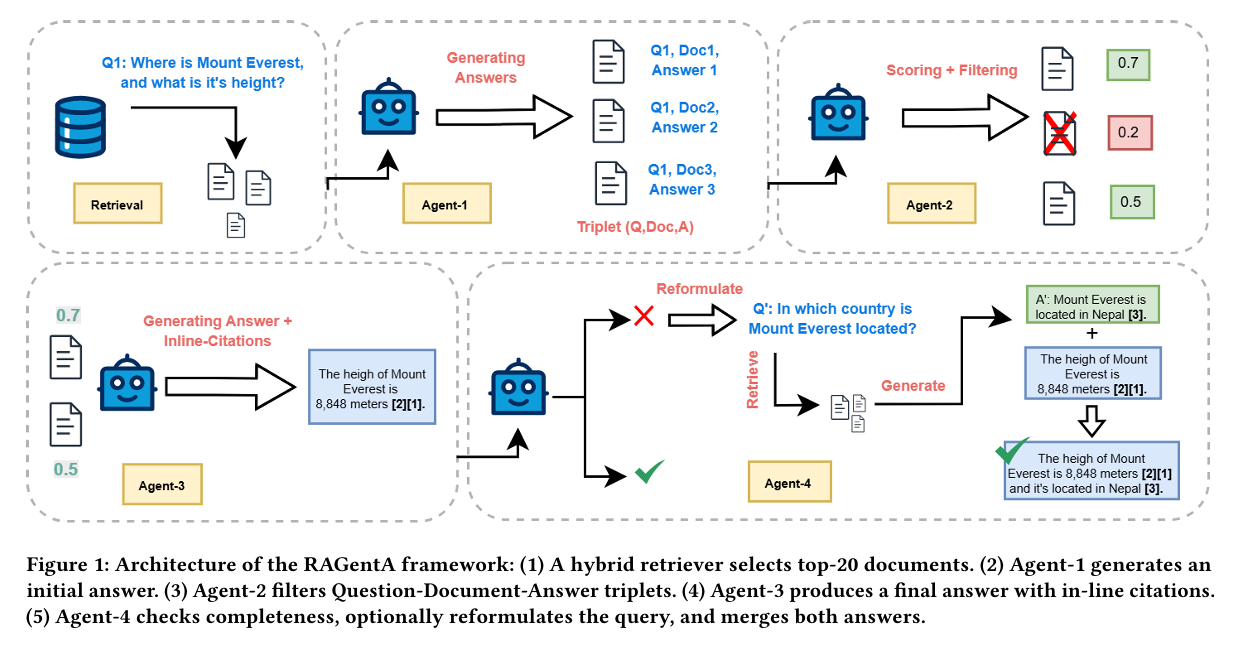 Q1: Where is Mount Everest,
and what is it's height?
Retrieval
Generating
Answers
Q1, Doc1,
Answer 1
Q1, Doc2,
Answer 2
Q1, Doc3,
Answer 3
Agent-1
Triplet (Q,Doc,A)
Scoring + Filtering
0.7
0.2
0.5
Agent-2
0.7
Generating Answer +
Inline-Citations
The heigh of Mount
Everest is
8,848 meters [2][1].
0.5
Agent-3
Reformulate
Q': In which country is
Mount Everest located?
Retrieve
Generate
Agent-4
A': Mount Everest is
located in Nepal [3].
+
The heigh of Mount
Everest is
8,848 meters [2][1].
The heigh of Mount
Everest is 8,848 meters [2][1]
and it's located in Nepal [3].
Figure 1: Architecture of the RAGentA framework: (1) A hybrid retriever selects top-20 documents. (2) Agent-1 generates an
initial answer. (3) Agent-2 filters Question-Document-Answer triplets. (4) Agent-3 produces a final answer with in-line citations.
(5) Agent-4 checks completeness, optionally reformulates the query, and merges both answers.